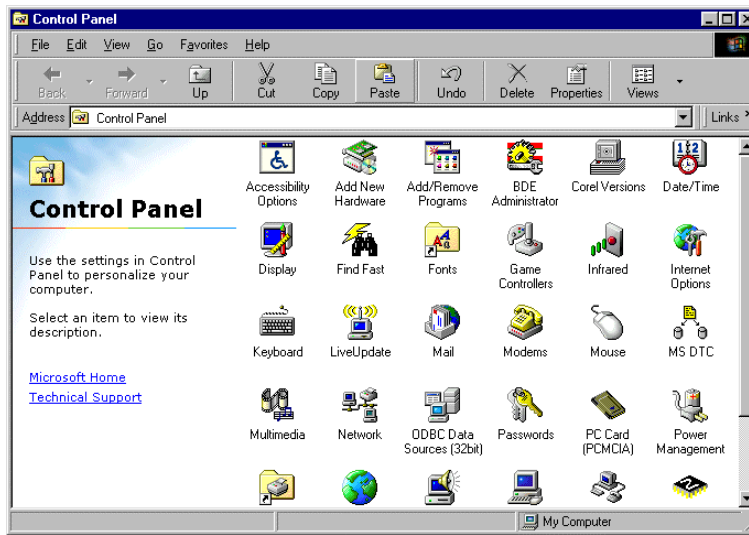 Control Panel
File Edit View Go Favorites Help
Back Forward Up Cut Copy Paste Undo Delete Properties Views
Address Control Panel Links
Control Panel
Use the settings in Control
Panel to personalize your
computer.
Select an item to view its
description.
Microsoft Home
Technical Support
Accessibility
Options
Add New
Hardware
Add/Remove
Programs
BDE
Administrator
Corel Versions
Date/Time
Display
Find Fast
Fonts
Game
Controllers
Infrared
Internet
Options
Keyboard
LiveUpdate
Mail
Modems
Mouse
MS DTC
Multimedia
Network
ODBC Data
Sources (32bit)
Passwords
PC Card
(PCMCIA)
Power
Management
My Computer